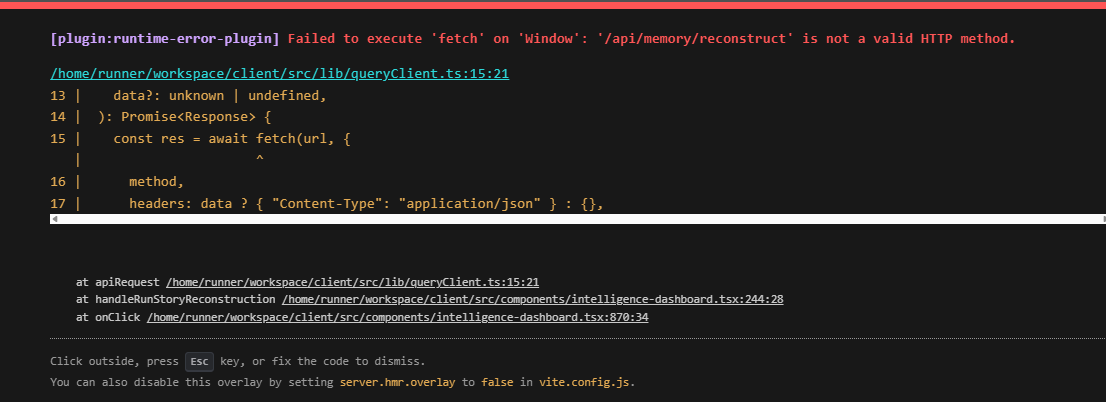 [plugin:runtime-error-plugin] Failed to execute 'fetch' on 'Window': '/api/memory/reconstruct' is not a valid HTTP method.
/home/runner/workspace/client/src/lib/queryClient.ts:15:21
13 |    data?: unknown | undefined,
14 |  ): Promise<Response> {
15 |    const res = await fetch(url, {
   |                      ^
16 |      method,
17 |      headers: data ? { "Content-Type": "application/json" } : {},
at apiRequest /home/runner/workspace/client/src/lib/queryClient.ts:15:21
at handleRunStoryReconstruction /home/runner/workspace/client/src/components/intelligence-dashboard.tsx:244:28
at onClick /home/runner/workspace/client/src/components/intelligence-dashboard.tsx:870:34
Click outside, press Esc key, or fix the code to dismiss.
You can also disable this overlay by setting server.hmr.overlay to false in vite.config.js.